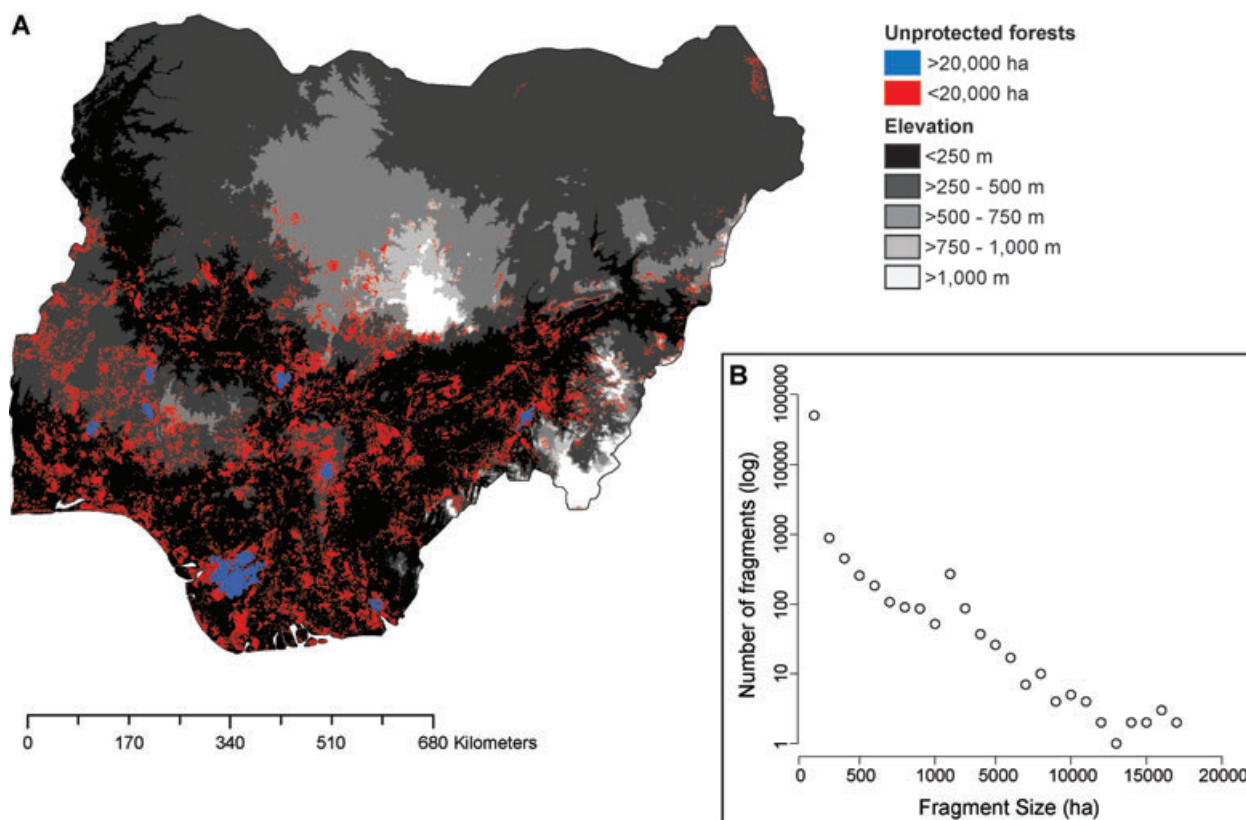 A
Unprotected forests
>20,000 ha
<20,000 ha
Elevation
<250 m
>250 - 500 m
>500 - 750 m
>750 - 1,000 m
>1,000 m
0 170 340 510 680 Kilometers
B
Number of fragments (log)
100000
10000
1000
100
10
1
0 500 1000 5000 10000 15000 20000
Fragment Size (ha)